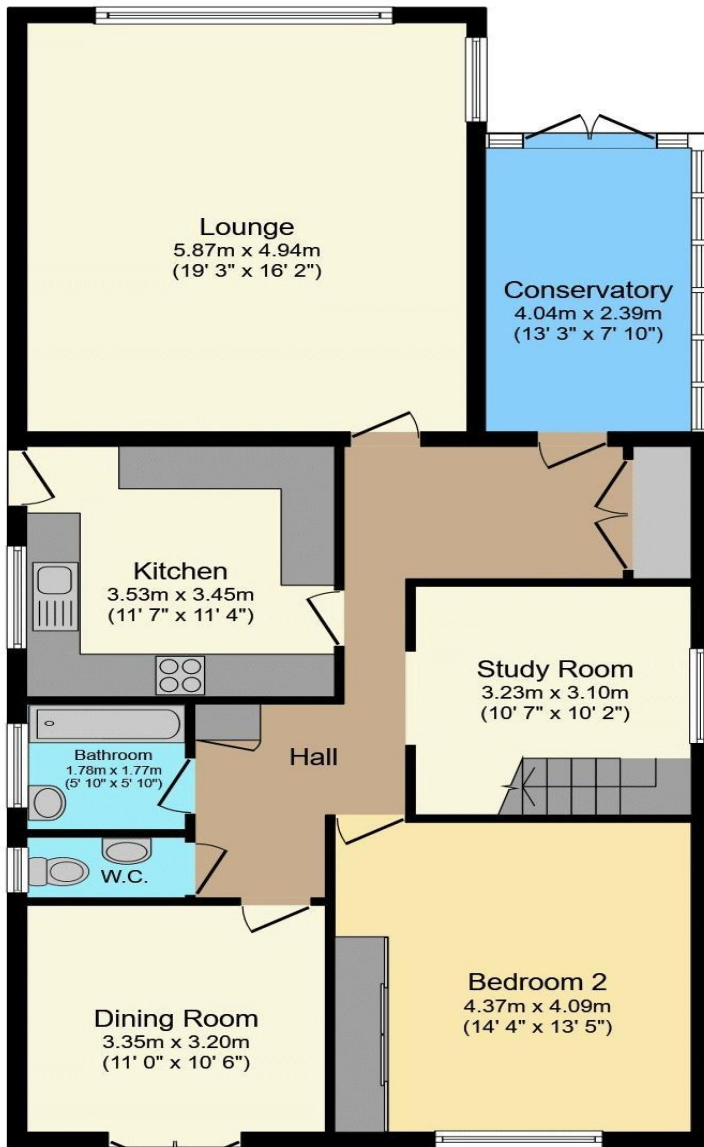 Lounge
5.87m x 4.94m
(19' 3" x 16' 2")
Conservatory
4.04m x 2.39m
(13' 3" x 7' 10")
Kitchen
3.53m x 3.45m
(11' 7" x 11' 4")
Study Room
3.23m x 3.10m
(10' 7" x 10' 2")
Bathroom
1.78m x 1.77m
(5' 10" x 5' 10")
Hall
W.C.
Bedroom 2
4.37m x 4.09m
(14' 4" x 13' 5")
Dining Room
3.35m x 3.20m
(11' 0" x 10' 6")